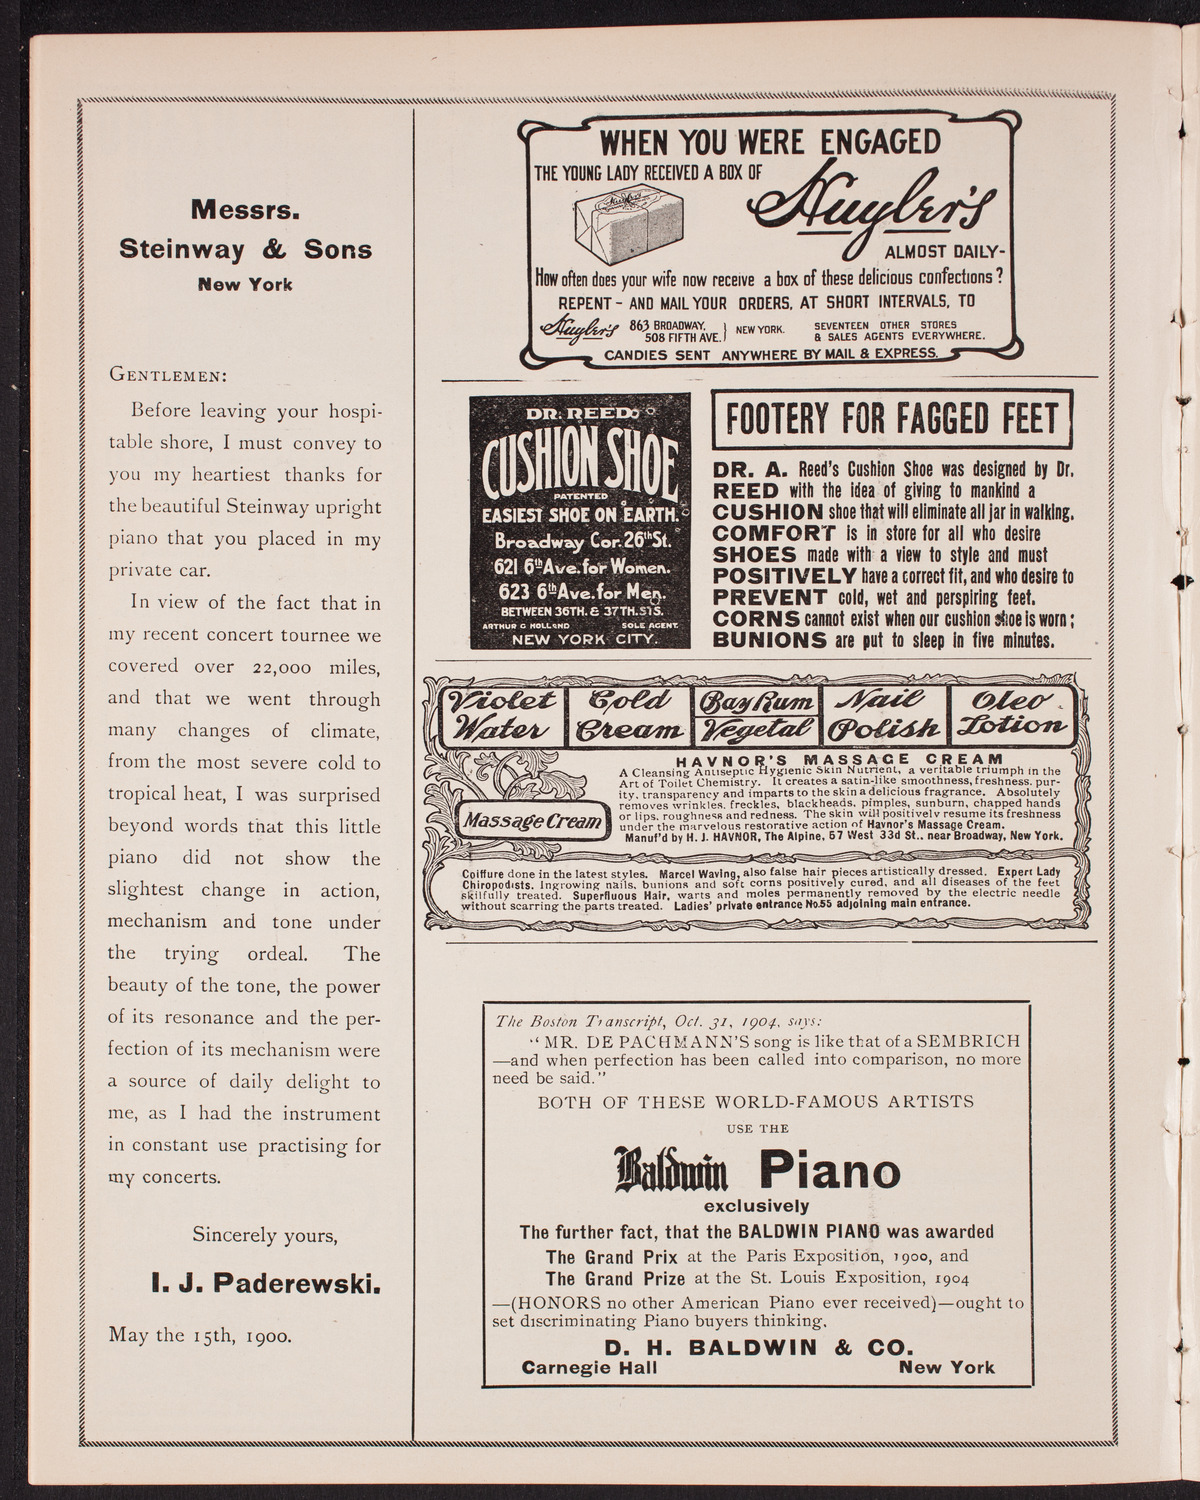 Messrs.
Steinway & Sons
New York
GENTLEMEN:
Before leaving your hospi-
table shore, I must convey to
you my heartiest thanks for
the beautiful Steinway upright
piano that you placed in my
private car.
In view of the fact that in
my recent concert tournee we
covered over 22,000 miles,
and that we went through
many changes of climate,
from the most severe cold to
tropical heat, I was surprised
beyond words that this little
piano did not show the
slightest change in action,
mechanism and tone under
the trying ordeal. The
beauty of the tone, the power
of its resonance and the per-
fection of its mechanism were
a source of daily delight to
me, as I had the instrument
in constant use practising for
my concerts.
Sincerely yours,
I. J. Paderewski.
May the 15th, 1900.
WHEN YOU WERE ENGAGED
THE YOUNG LADY RECEIVED A BOX OF
Huyler's
ALMOST DAILY-
How often does your wife now receive a box of these delicious confections?
REPENT - AND MAIL YOUR ORDERS, AT SHORT INTERVALS, TO
Huyler's 863 BROADWAY, 508 FIFTH AVE. } NEW YORK. SEVENTEEN OTHER STORES
& SALES AGENTS EVERYWHERE.
CANDIES SENT ANYWHERE BY MAIL & EXPRESS.
DR. REED
CUSHION SHOE
PATENTED
EASIEST SHOE ON EARTH.
Broadway Cor. 26th St.
621 6th Ave. for Women.
623 6th Ave. for Men.
BETWEEN 36TH. & 37TH. STS.
ARTHUR G HOLLAND SOLE AGENT.
NEW YORK CITY.
FOOTERY FOR FAGGED FEET
DR. A. Reed's Cushion Shoe was designed by Dr.
REED with the idea of giving to mankind a
CUSHION shoe that will eliminate all jar in walking.
COMFORT is in store for all who desire
SHOES made with a view to style and must
POSITIVELY have a correct fit, and who desire to
PREVENT cold, wet and perspiring feet.
CORNS cannot exist when our cushion shoe is worn;
BUNIONS are put to sleep in five minutes.
Violet Water
Cold Cream
Bay Rum
Vegetal
Nail Polish
Oleo Lotion
Massage Cream
HAVNOR'S MASSAGE CREAM
A Cleansing Antiseptic Hygienic Skin Nutrient, a veritable triumph in the
Art of Toilet Chemistry. It creates a satin-like smoothness, freshness, pur-
ity, transparency and imparts to the skin a delicious fragrance. Absolutely
removes wrinkles, freckles, blackheads, pimples, sunburn, chapped hands
or lips, roughness and redness. The skin will positively resume its freshness
under the marvelous restorative action of Havnor's Massage Cream.
Manuf'd by H. J. HAVNOR, The Alpine, 57 West 33d St., near Broadway, New York.
Coiffure done in the latest styles. Marcel Waving, also false hair pieces artistically dressed. Expert Lady
Chiropodists. Ingrowing nails, bunions and soft corns positively cured, and all diseases of the feet
skilfully treated. Superfluous Hair, warts and moles permanently removed by the electric needle
without scarring the parts treated. Ladies' private entrance No. 55 adjoining main entrance.
The Boston Transcript, Oct. 31, 1904, says:
"MR. DE PACHMANN'S song is like that of a SEMBRICH
—and when perfection has been called into comparison, no more
need be said."
BOTH OF THESE WORLD-FAMOUS ARTISTS
USE THE
Baldwin Piano
exclusively
The further fact, that the BALDWIN PIANO was awarded
The Grand Prix at the Paris Exposition, 1900, and
The Grand Prize at the St. Louis Exposition, 1904
—(HONORS no other American Piano ever received)—ought to
set discriminating Piano buyers thinking.
D. H. BALDWIN & CO.
Carnegie Hall New York